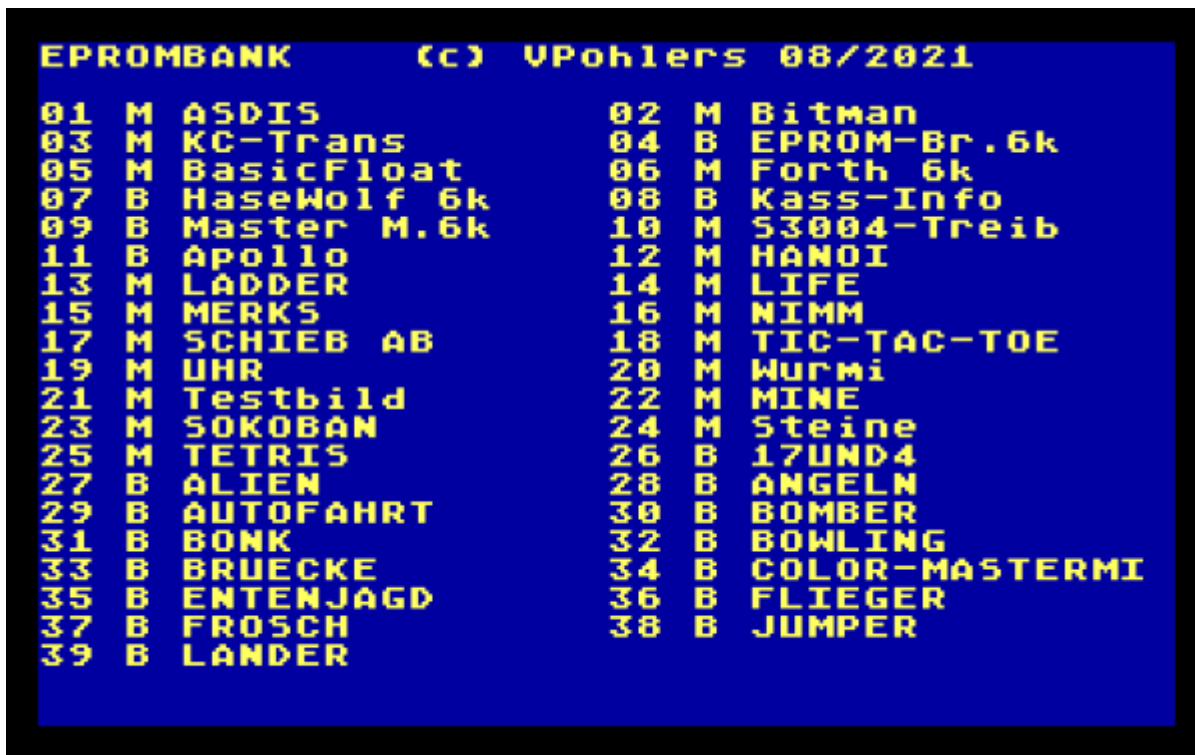 EPROMBANK (c) VPohlers 08/2021
01 M ASDIS 02 M Bitman
03 M KC-Trans 04 B EPROM-Br.6k
05 M BasicFloat 06 M Forth 6k
07 B HaseWolf 6k 08 B Kass-Info
09 B Master M.6k 10 M S3004-Treib
11 B Apollo 12 M HANOI
13 M LADDER 14 M LIFE
15 M MERKS 16 M NIMM
17 M SCHIEB AB 18 M TIC-TAC-TOE
19 M UHR 20 M Wurmi
21 M Testbild 22 M MINE
23 M SOKOBAN 24 M Steine
25 M TETRIS 26 B 17UND4
27 B ALIEN 28 B ANGELN
29 B AUTOFAHRT 30 B BOMBER
31 B BONK 32 B BOWLING
33 B BRUECKE 34 B COLOR-MASTERMI
35 B ENTENJAGD 36 B FLIEGER
37 B FROSCH 38 B JUMPER
39 B LANDER